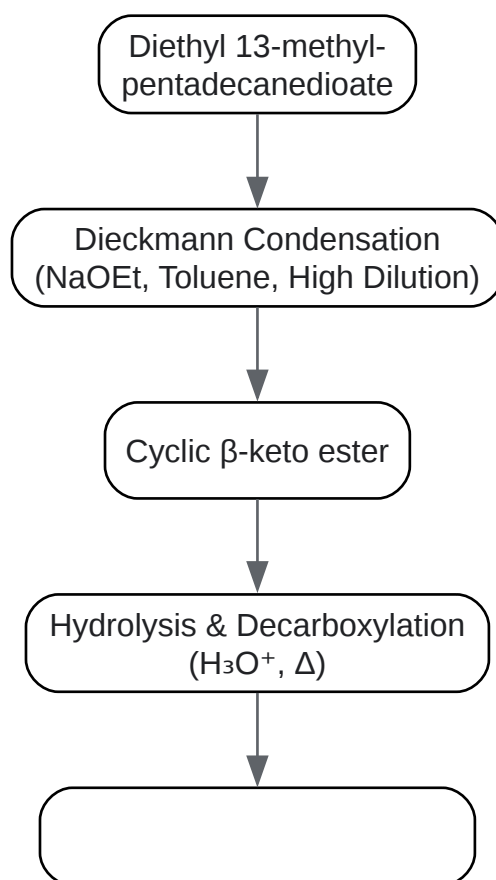 Diethyl 13-methyl-
pentadecanedioate
Dieckmann Condensation
(NaOEt, Toluene, High Dilution)
Cyclic β-keto ester
Hydrolysis & Decarboxylation
(H₃O⁺, Δ)